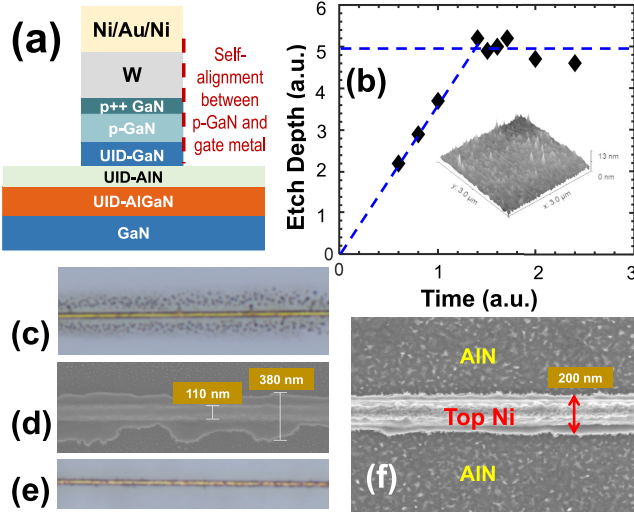 (a)
Ni/Au/Ni
W
p++ GaN
p-GaN
UID-GaN
UID-AlN
UID-AlGaN
GaN
Self-
alignment
between
p-GaN and
gate metal
(b)
Etch Depth (a.u.)
6
5
4
3
2
1
0
0
1
2
3
Time (a.u.)
13 nm
0 nm
y: 3.0 µm
x: 3.0 µm
(c)
(d)
110 nm
380 nm
(e)
(f)
AlN
200 nm
Top Ni
AlN